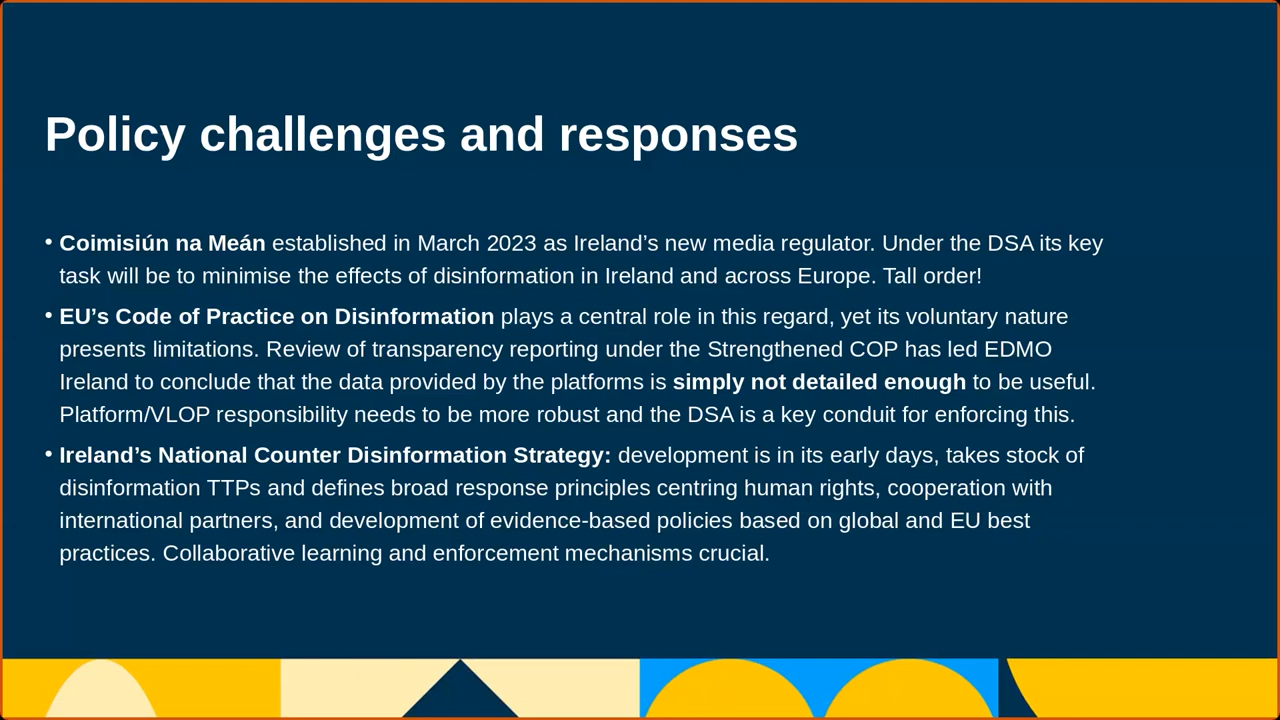 Policy challenges and responses
• Coimisiún na Meán established in March 2023 as Ireland’s new media regulator. Under the DSA its key
task will be to minimise the effects of disinformation in Ireland and across Europe. Tall order!
• EU’s Code of Practice on Disinformation plays a central role in this regard, yet its voluntary nature
presents limitations. Review of transparency reporting under the Strengthened COP has led EDMO
Ireland to conclude that the data provided by the platforms is simply not detailed enough to be useful.
Platform/VLOP responsibility needs to be more robust and the DSA is a key conduit for enforcing this.
• Ireland’s National Counter Disinformation Strategy: development is in its early days, takes stock of
disinformation TTPs and defines broad response principles centring human rights, cooperation with
international partners, and development of evidence-based policies based on global and EU best
practices. Collaborative learning and enforcement mechanisms crucial.